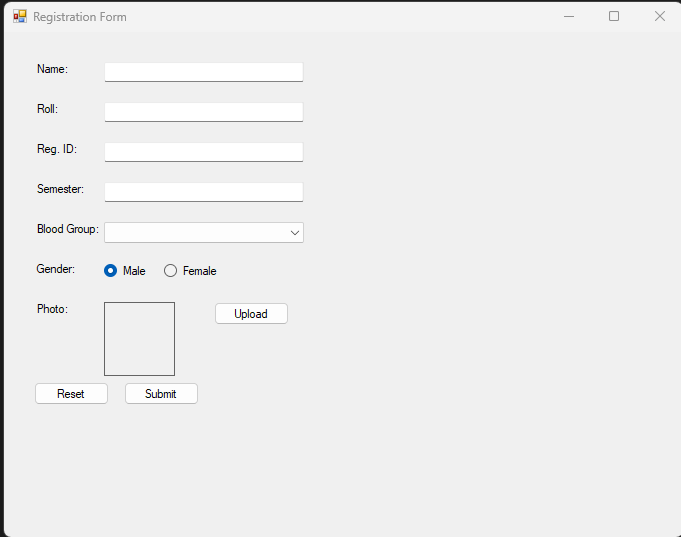 Registration Form
Name:
Roll:
Reg. ID:
Semester:
Blood Group:
Gender: Male Female
Photo: Upload
Reset Submit